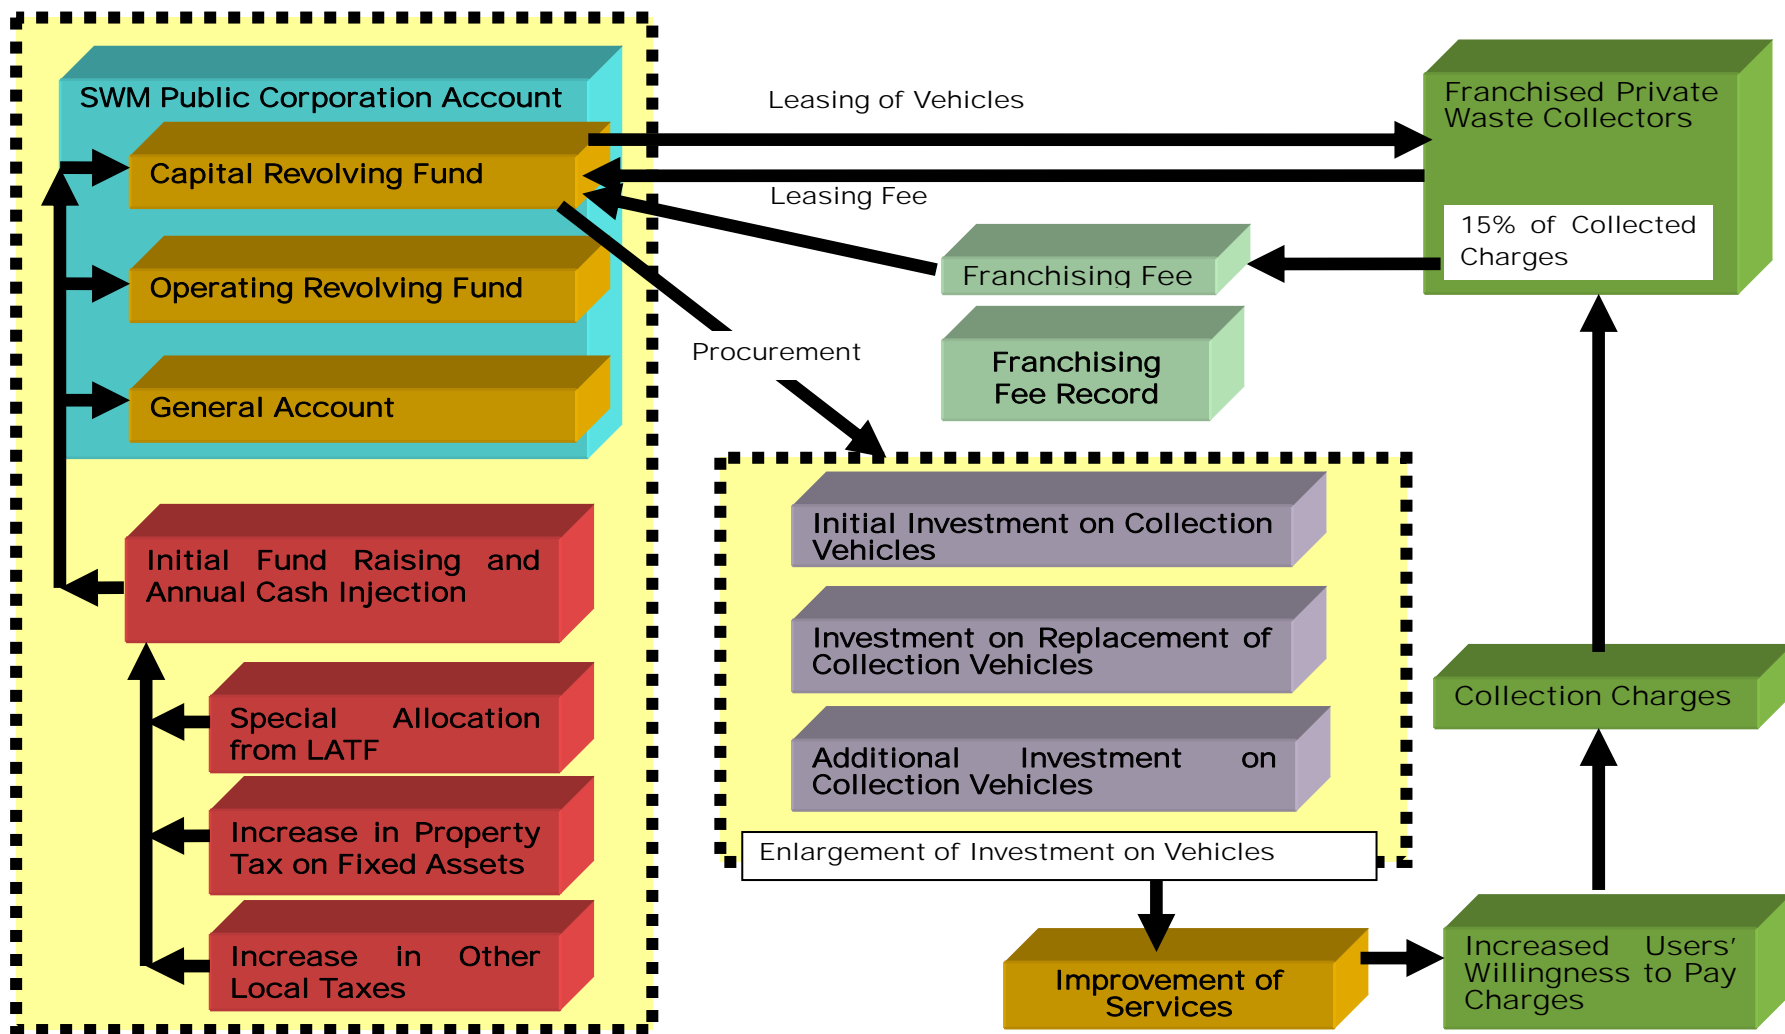 SWM Public Corporation Account
Capital Revolving Fund
Operating Revolving Fund
General Account
Initial Fund Raising and
Annual Cash Injection
Special Allocation
from LATF
Increase in Property
Tax on Fixed Assets
Increase in Other
Local Taxes
Leasing of Vehicles
Leasing Fee
Franchising Fee
Franchising
Fee Record
Procurement
Initial Investment on Collection
Vehicles
Investment on Replacement of
Collection Vehicles
Additional Investment on
Collection Vehicles
Enlargement of Investment on Vehicles
Improvement of
Services
Franchised Private
Waste Collectors
15% of Collected
Charges
Collection Charges
Increased Users’
Willingness to Pay
Charges